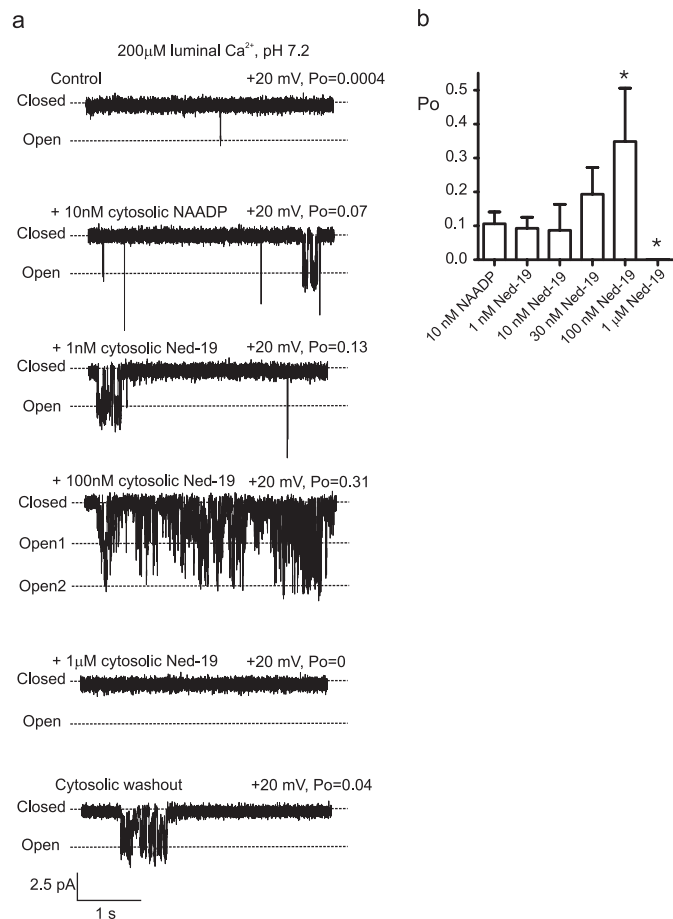 a
200μM luminal Ca²⁺, pH 7.2
Control +20 mV, Po=0.0004
Closed
Open
+ 10nM cytosolic NAADP +20 mV, Po=0.07
Closed
Open
+ 1nM cytosolic Ned-19 +20 mV, Po=0.13
Closed
Open
+ 100nM cytosolic Ned-19 +20 mV, Po=0.31
Closed
Open1
Open2
+ 1μM cytosolic Ned-19 +20 mV, Po=0
Closed
Open
Cytosolic washout +20 mV, Po=0.04
Closed
Open
2.5 pA
1 s
b
Po
0.5
0.4
0.3
0.2
0.1
0.0
*
*
10 nM NAADP
1 nM Ned-19
10 nM Ned-19
30 nM Ned-19
100 nM Ned-19
1 μM Ned-19